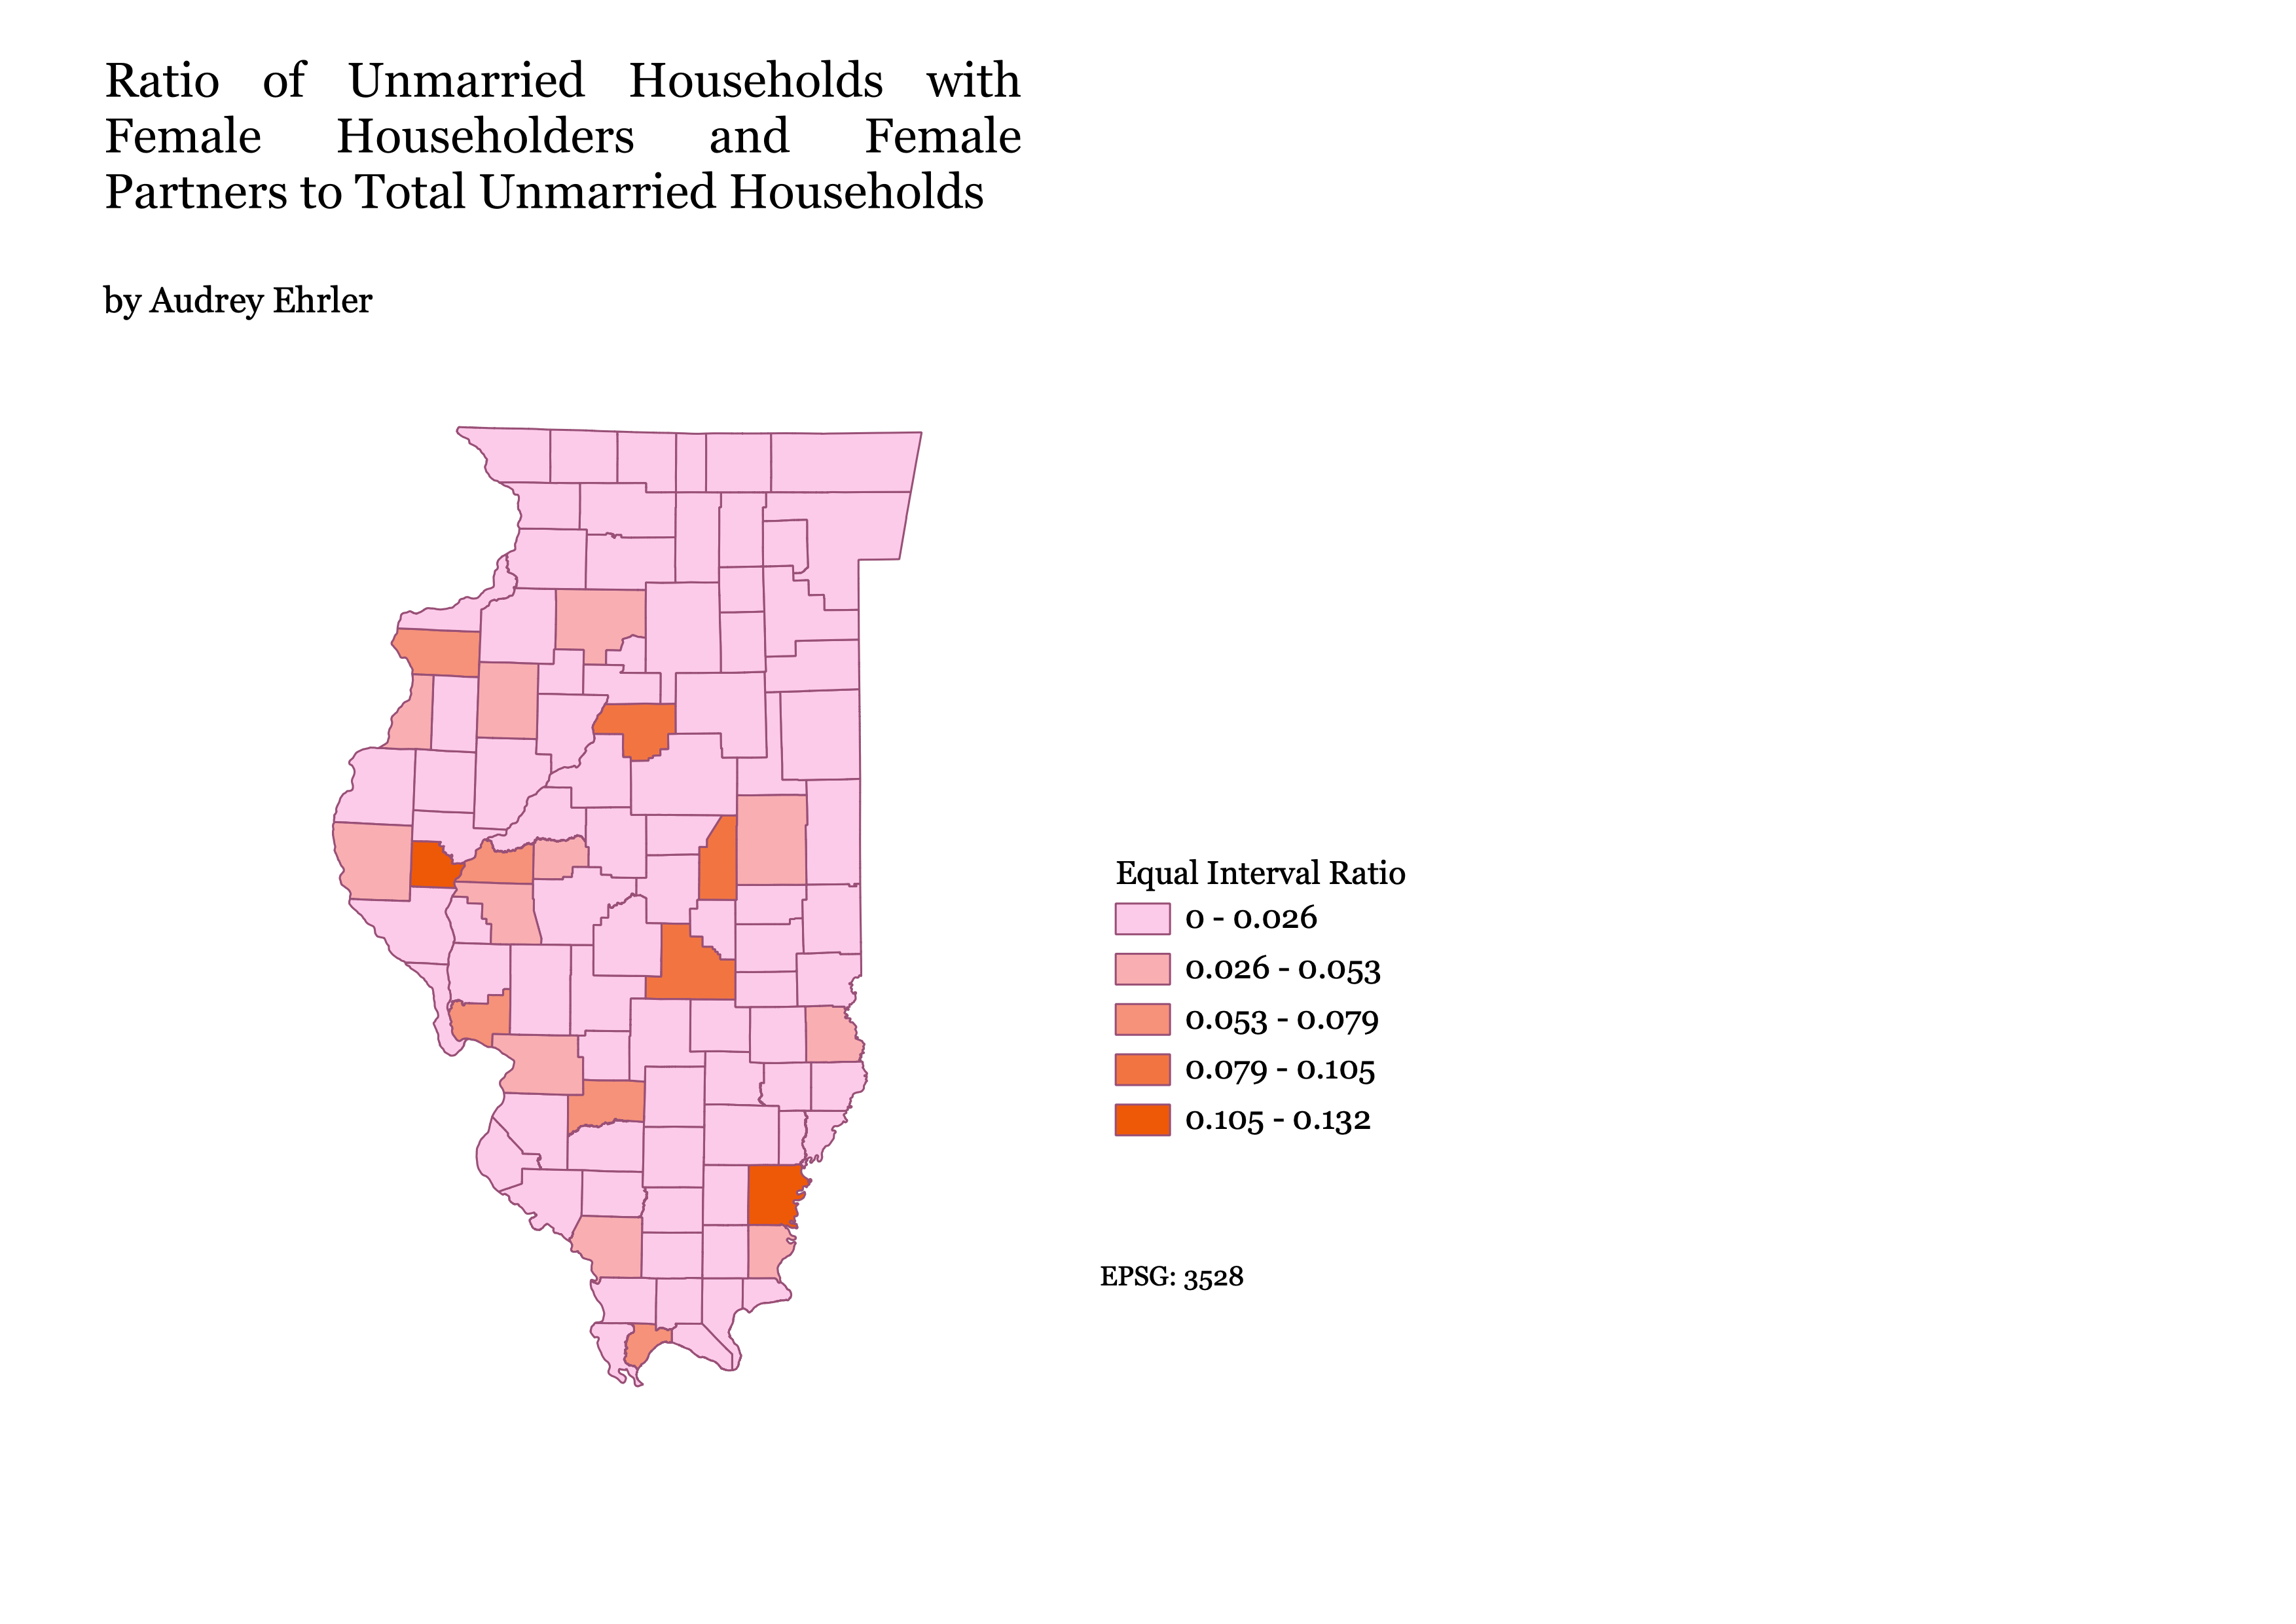 Ratio of Unmarried Households with
Female Householders and Female
Partners to Total Unmarried Households
by Audrey Ehrler
Equal Interval Ratio
0 - 0.026
0.026 - 0.053
0.053 - 0.079
0.079 - 0.105
0.105 - 0.132
EPSG: 3528